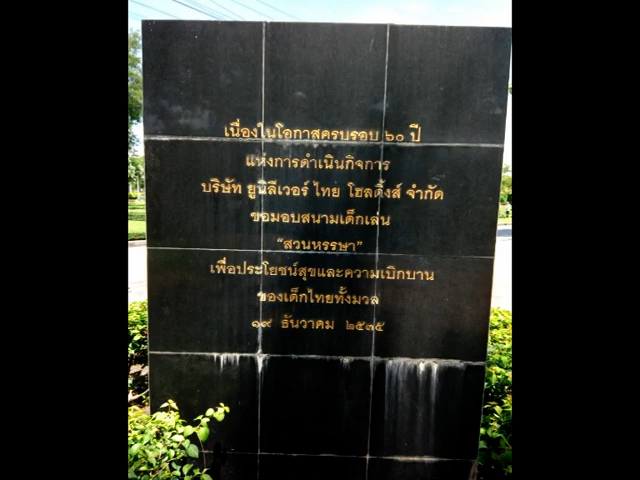 เนื่องในโอกาสครบรอบ ๖๐ ปี
แห่งการดำเนินกิจการ
บริษัท ยูนิลีเวอร์ ไทย โฮลดิ้งส์ จำกัด
ขอมอบสนามเด็กเล่น
“สวนหรรษา”
เพื่อประโยชน์สุขและความเบิกบาน
ของเด็กไทยทั้งมวล
๑๙ ธันวาคม ๒๕๓๕